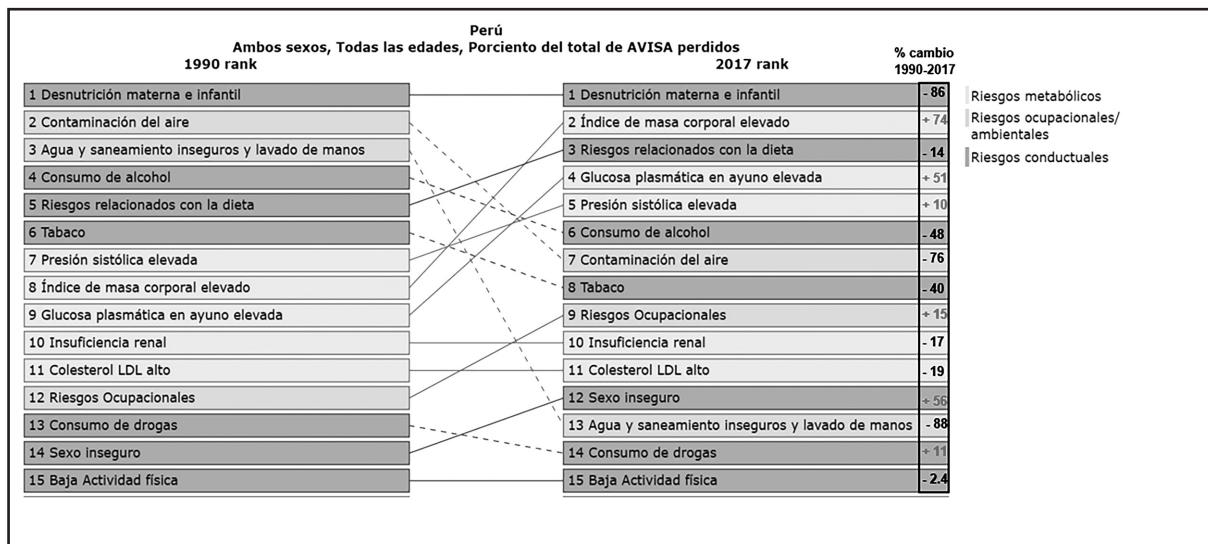 Perú
Ambos sexos, Todas las edades, Porciento del total de AVISA perdidos
1990 rank
2017 rank
% cambio
1990-2017
1 Desnutrición materna e infantil
2 Contaminación del aire
3 Agua y saneamiento inseguros y lavado de manos
4 Consumo de alcohol
5 Riesgos relacionados con la dieta
6 Tabaco
7 Presión sistólica elevada
8 Índice de masa corporal elevado
9 Glucosa plasmática en ayuno elevada
10 Insuficiencia renal
11 Colesterol LDL alto
12 Riesgos Ocupacionales
13 Consumo de drogas
14 Sexo inseguro
15 Baja Actividad física
1 Desnutrición materna e infantil - 86
2 Índice de masa corporal elevado + 74
3 Riesgos relacionados con la dieta - 14
4 Glucosa plasmática en ayuno elevada + 51
5 Presión sistólica elevada + 10
6 Consumo de alcohol - 48
7 Contaminación del aire - 76
8 Tabaco - 40
9 Riesgos Ocupacionales + 15
10 Insuficiencia renal - 17
11 Colesterol LDL alto - 19
12 Sexo inseguro + 56
13 Agua y saneamiento inseguros y lavado de manos - 88
14 Consumo de drogas + 11
15 Baja Actividad física - 2.4
Riesgos metabólicos
Riesgos ocupacionales/
ambientales
Riesgos conductuales